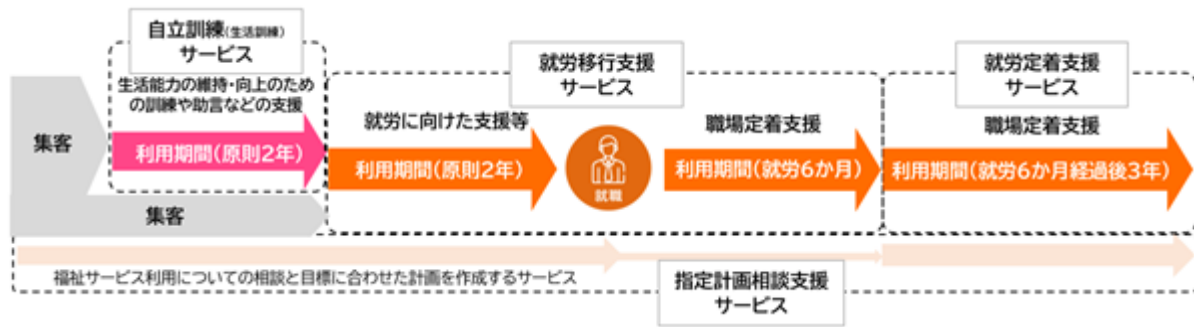 自立訓練(生活訓練)
サービス
生活能力の維持・向上のため
の訓練や助言などの支援
集客
利用期間(原則2年)
集客
就労移行支援
サービス
就労に向けた支援等
利用期間(原則2年)
就職
職場定着支援
利用期間(就労6か月)
就労定着支援
サービス
職場定着支援
利用期間(就労6か月経過後3年)
福祉サービス利用についての相談と目標に合わせた計画を作成するサービス
指定計画相談支援
サービス